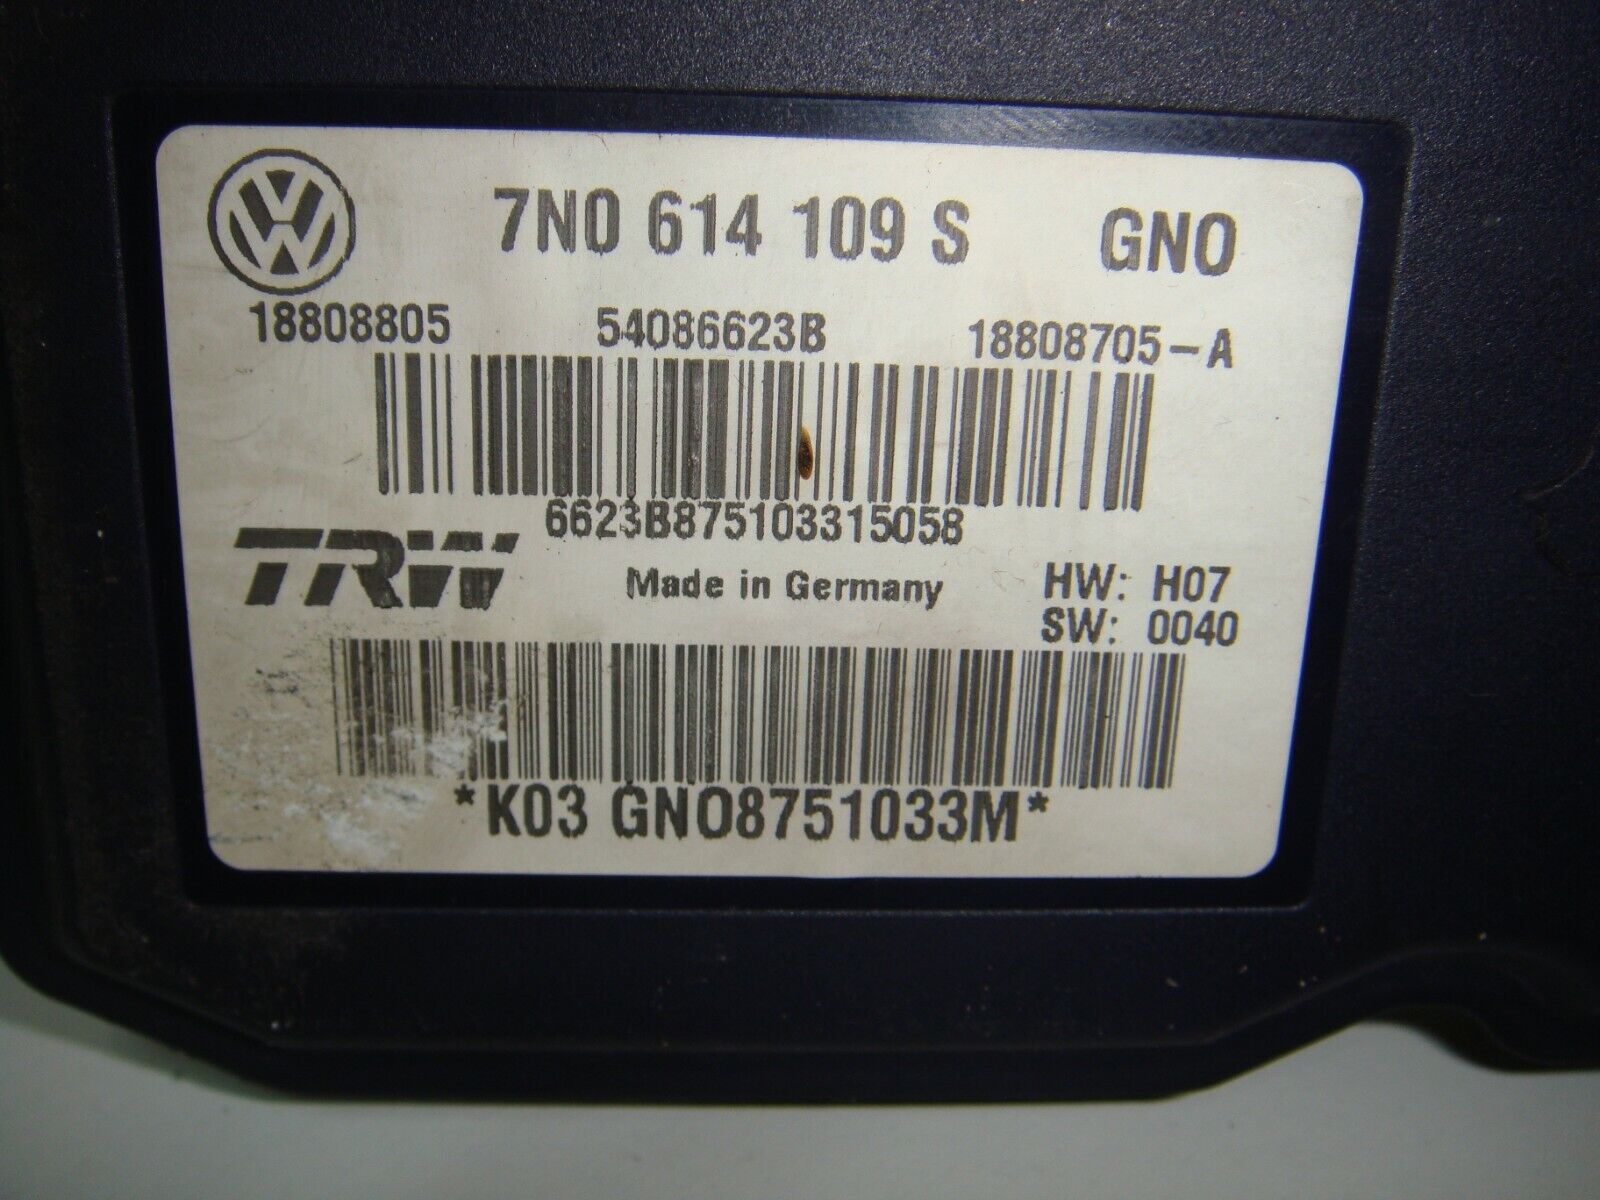 7N0 614 109 S GNO
18808805 54086623B 18808705-A
6623B875103315058
TRW
Made in Germany HW: H07
SW: 0040
*K03 GNO8751033M*